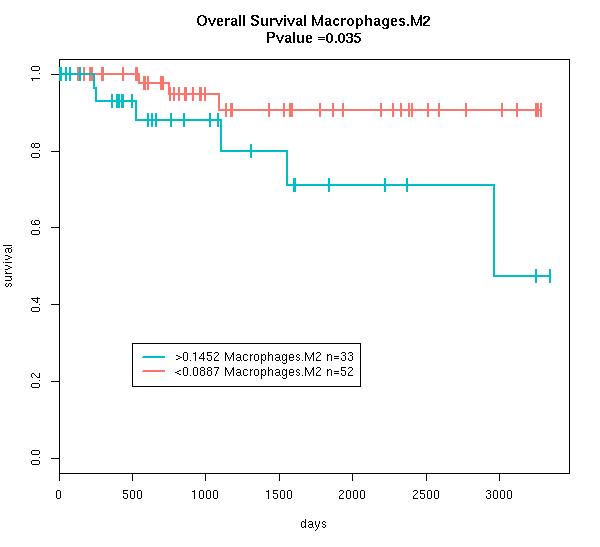 Overall Survival Macrophages.M2
Pvalue =0.035
survival
1.0
0.8
0.6
0.4
0.2
0.0
>0.1452 Macrophages.M2 n=33
<0.0887 Macrophages.M2 n=52
0 500 1000 1500 2000 2500 3000
days